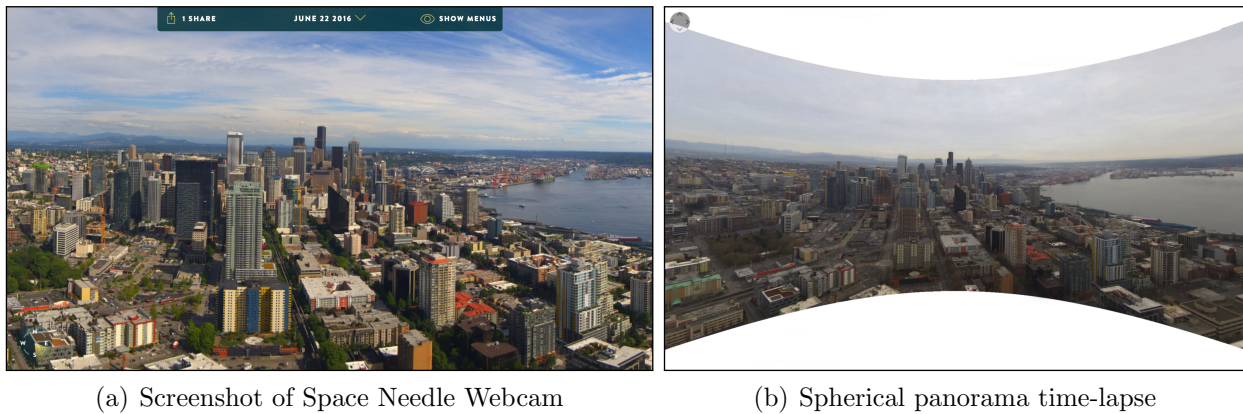 1 SHARE JUNE 22 2016 SHOW MENUS
(a) Screenshot of Space Needle Webcam
(b) Spherical panorama time-lapse